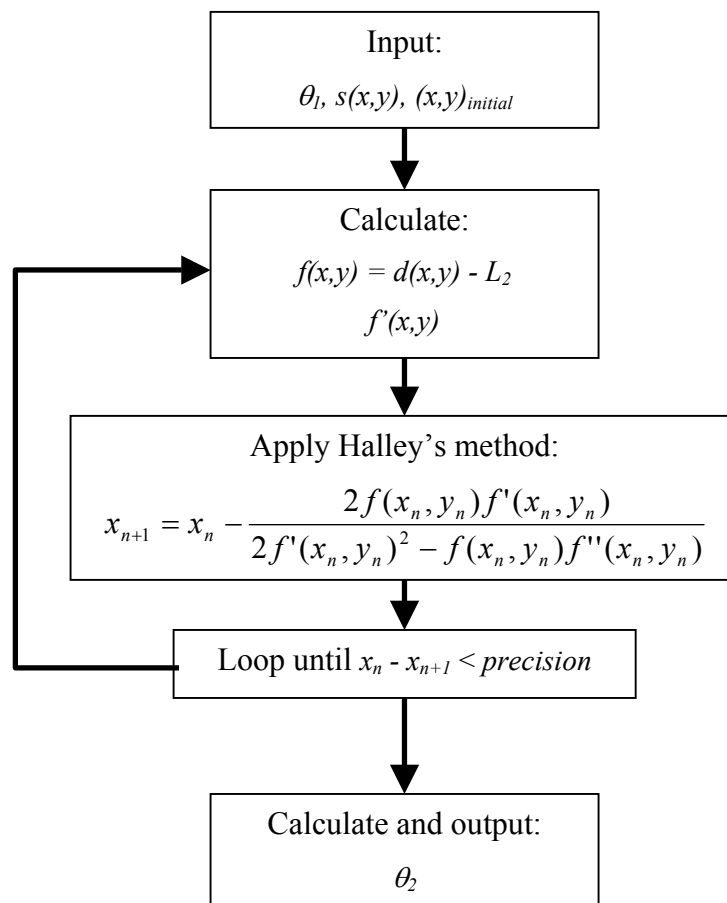 Input:
θ₁, s(x,y), (x,y)ᵢₙᵢₜᵢₐₗ
Calculate:
f(x,y) = d(x,y) - L₂
f’(x,y)
Apply Halley’s method:
xₙ₊₁ = xₙ - 2f(xₙ, yₙ)f'(xₙ, yₙ) / 2f'(xₙ, yₙ)² - f(xₙ, yₙ)f''(xₙ, yₙ)
Loop until xₙ - xₙ₊₁ < precision
Calculate and output:
θ₂